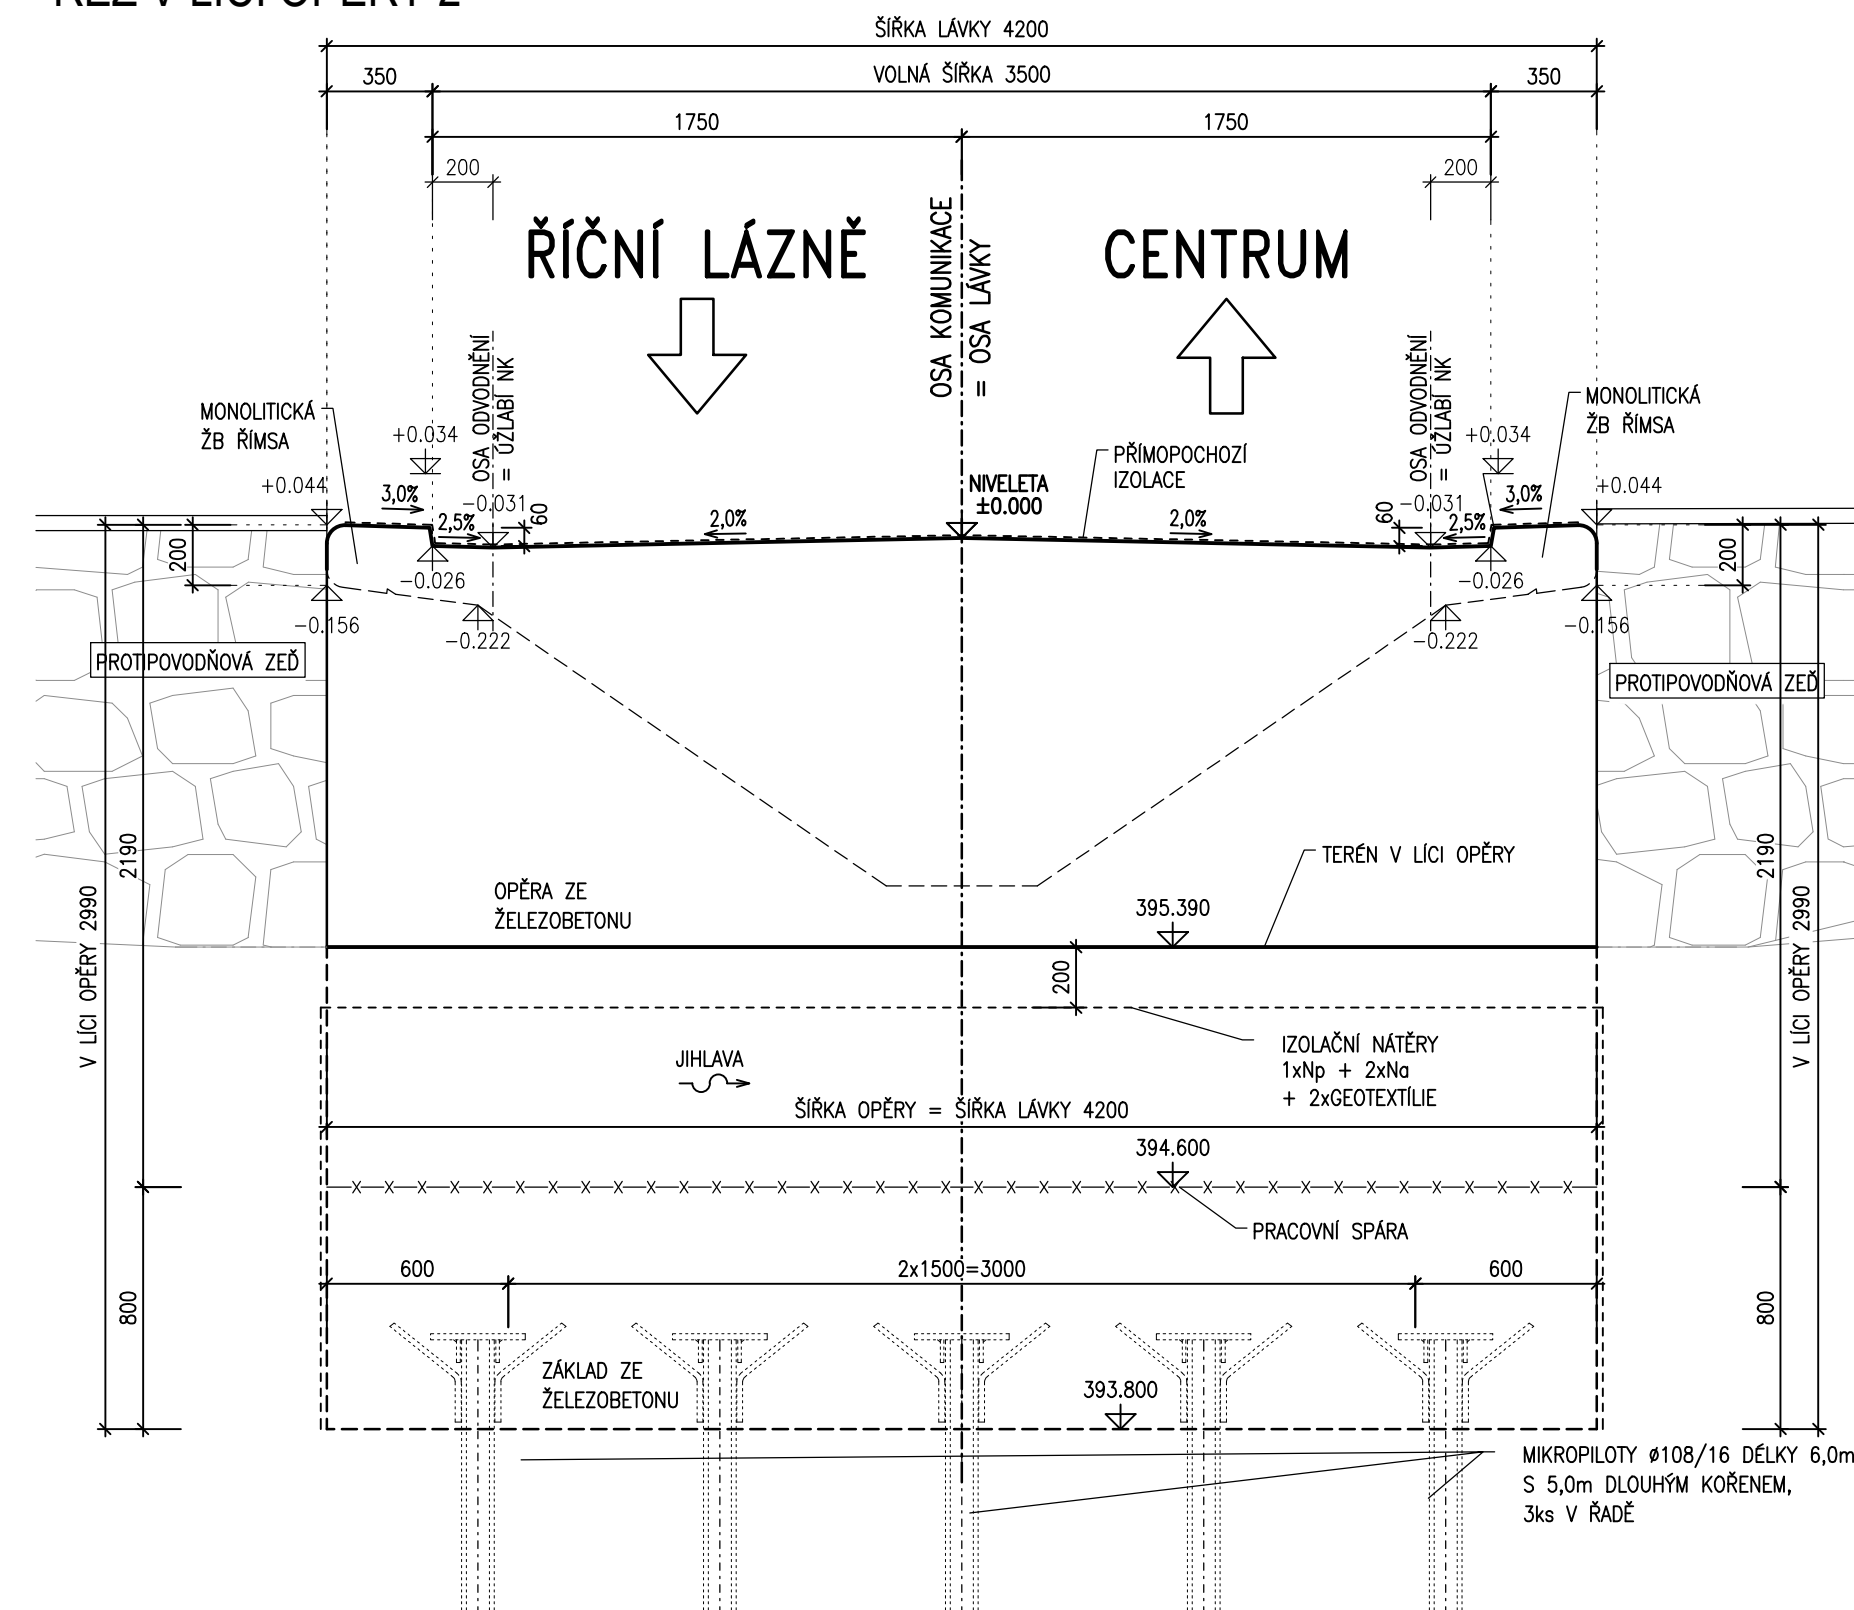 ŘEZ V LÍCI OPĚRY 2
ŠÍŘKA LÁVKY 4200
350
VOLNÁ ŠÍŘKA 3500
350
1750
1750
200
200
ŘÍČNÍ LÁZNĚ
CENTRUM
OSA KOMUNIKACE
= OSA LÁVKY
OSA ODVODNĚNÍ
= ÚŽLABÍ NK
OSA ODVODNĚNÍ
= ÚŽLABÍ NK
MONOLITICKÁ
ŽB ŘÍMSA
MONOLITICKÁ
ŽB ŘÍMSA
+0.034
+0.034
PŘÍMOPOCHOZÍ
IZOLACE
NIVELETA
±0.000
+0.044
3,0%
-0.031
60
2,5%
2,0%
2,0%
60
-0.031
2,5%
3,0%
+0.044
200
200
-0.026
-0.026
-0.156
-0.222
-0.222
-0.156
PROTIPOVODŇOVÁ ZEĎ
PROTIPOVODŇOVÁ ZEĎ
2190
2190
V LÍCI OPĚRY 2990
V LÍCI OPĚRY 2990
TERÉN V LÍCI OPĚRY
OPĚRA ZE
ŽELEZOBETONU
395.390
200
IZOLAČNÍ NÁTĚRY
1xNp + 2xNa
+ 2xGEOTEXTÍLIE
JIHLAVA
ŠÍŘKA OPĚRY = ŠÍŘKA LÁVKY 4200
394.600
PRACOVNÍ SPÁRA
600
2x1500=3000
600
800
800
ZÁKLAD ZE
ŽELEZOBETONU
393.800
MIKROPILOTY ø108/16 DÉLKY 6,0m
S 5,0m DLOUHÝM KOŘENEM,
3ks V ŘADĚ